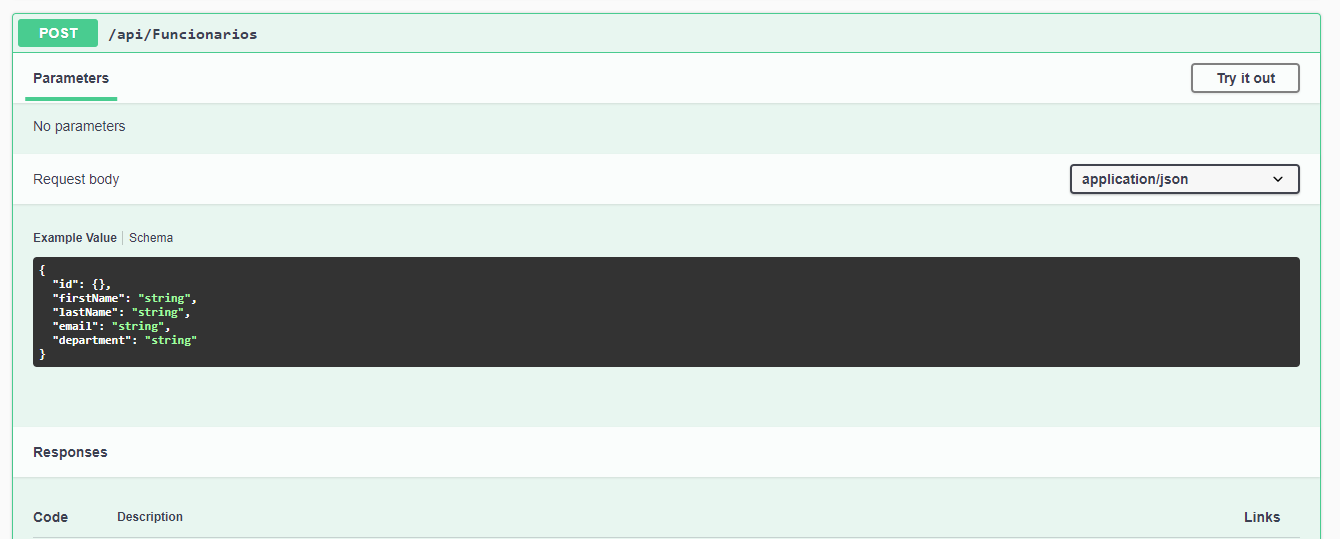 POST /api/Funcionarios
Parameters Try it out
No parameters
Request body application/json
Example Value Schema
{
  "id": {},
  "firstName": "string",
  "lastName": "string",
  "email": "string",
  "department": "string"
}
Responses
Code Description Links